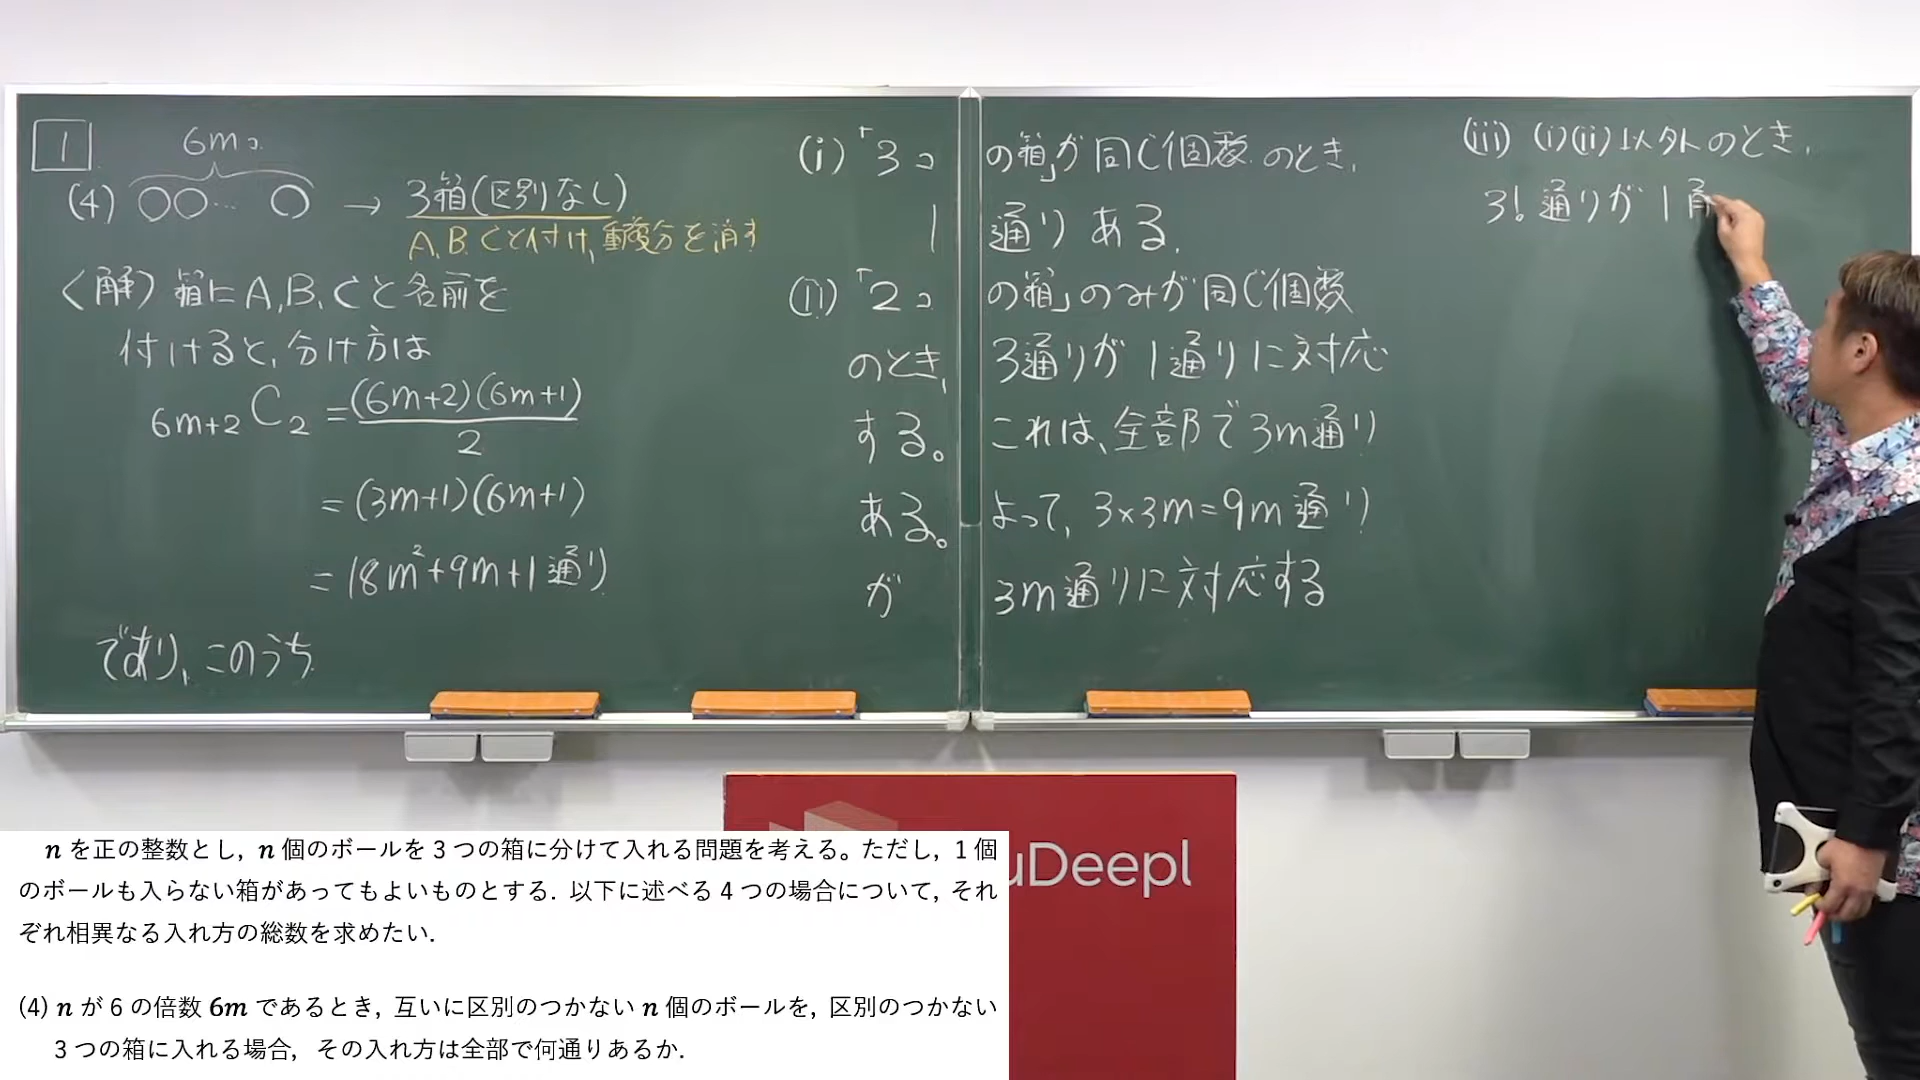 1
6mコ
(4) ○○… ○ → 3箱(区別なし)
A,B,Cと付け,重複分を消す
<解> 箱にA,B,Cと名前を
付けると,分け方は
6m+2 C 2 = (6m+2)(6m+1)
2
= (3m+1)(6m+1)
= 18m²+9m+1通り
であり,このうち
(i)「3コの箱」が同じ個数のとき,
1通りある.
(ii)「2コの箱」のみが同じ個数
のとき, 3通りが1通りに対応
する。これは,全部で3m通り
ある。よって, 3×3m=9m通り
が 3m通りに対応する
(iii) (i)(ii)以外のとき,
3!通りが1
uDeepl
nを正の整数とし, n個のボールを3つの箱に分けて入れる問題を考える。ただし, 1個
のボールも入らない箱があってもよいものとする. 以下に述べる4つの場合について, それ
ぞれ相異なる入れ方の総数を求めたい.
(4) nが6の倍数6mであるとき, 互いに区別のつかないn個のボールを, 区別のつかない
3つの箱に入れる場合, その入れ方は全部で何通りあるか.